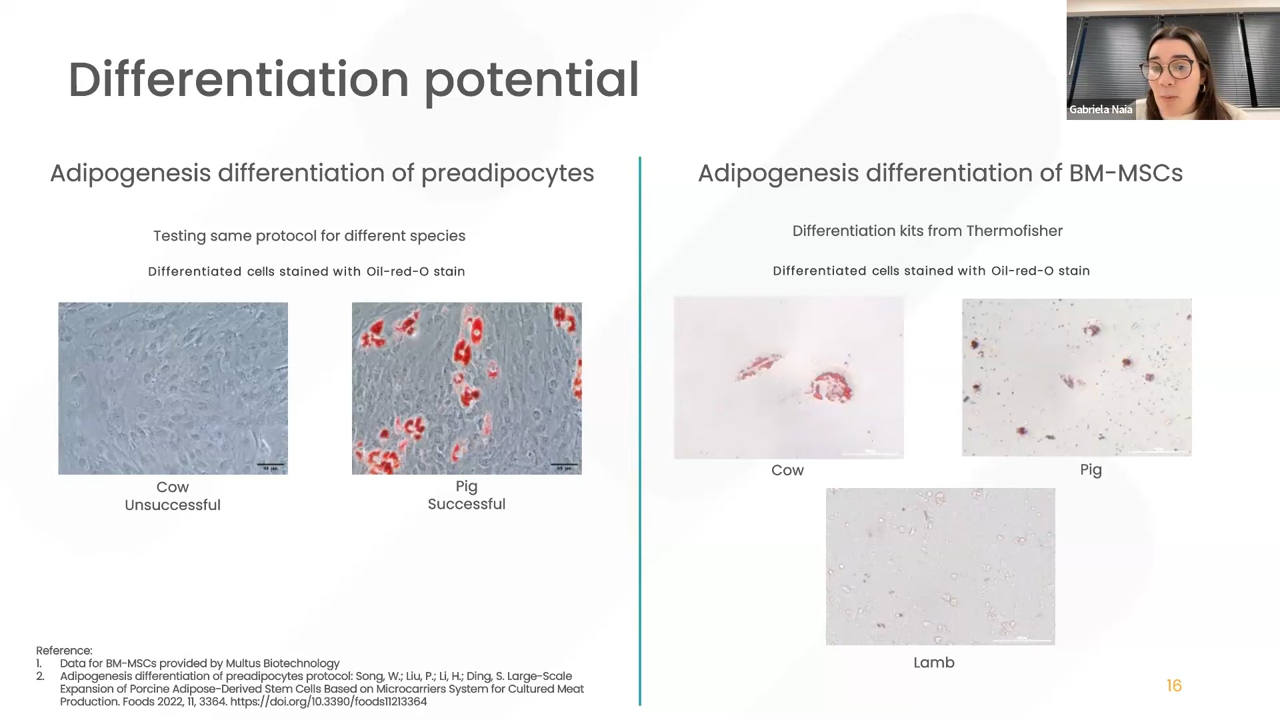 Differentiation potential
Gabriela Naia
Adipogenesis differentiation of preadipocytes
Testing same protocol for different species
Differentiated cells stained with Oil-red-O stain
Cow
Unsuccessful
Pig
Successful
Adipogenesis differentiation of BM-MSCs
Differentiation kits from Thermofisher
Differentiated cells stained with Oil-red-O stain
Cow
Pig
Lamb
Reference:
1. Data for BM-MSCs provided by Multus Biotechnology
2. Adipogenesis differentiation of preadipocytes protocol: Song, W.; Liu, P.; Li, H.; Ding, S. Large-Scale
Expansion of Porcine Adipose-Derived Stem Cells Based on Microcarriers System for Cultured Meat
Production. Foods 2022, 11, 3364. https://doi.org/10.3390/foods11213364
16